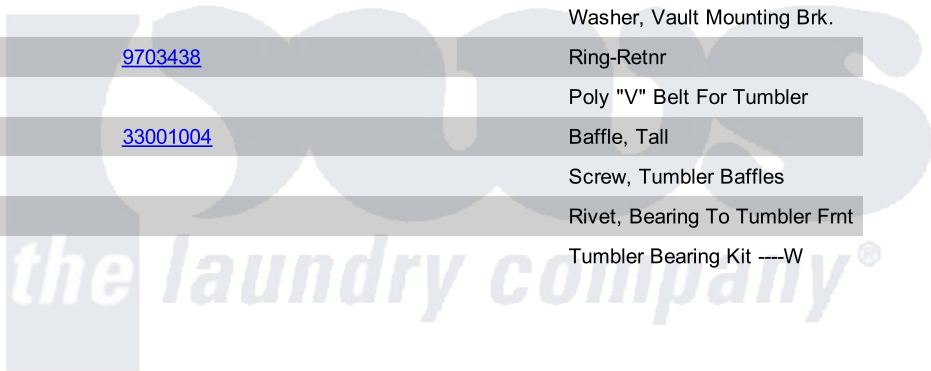 Washer, Vault Mounting Brk.
9703438 Ring-Retnr
Poly "V" Belt For Tumbler
33001004 Baffle, Tall
Screw, Tumbler Baffles
Rivet, Bearing To Tumbler Frnt
Tumbler Bearing Kit ----W
the laundry company®